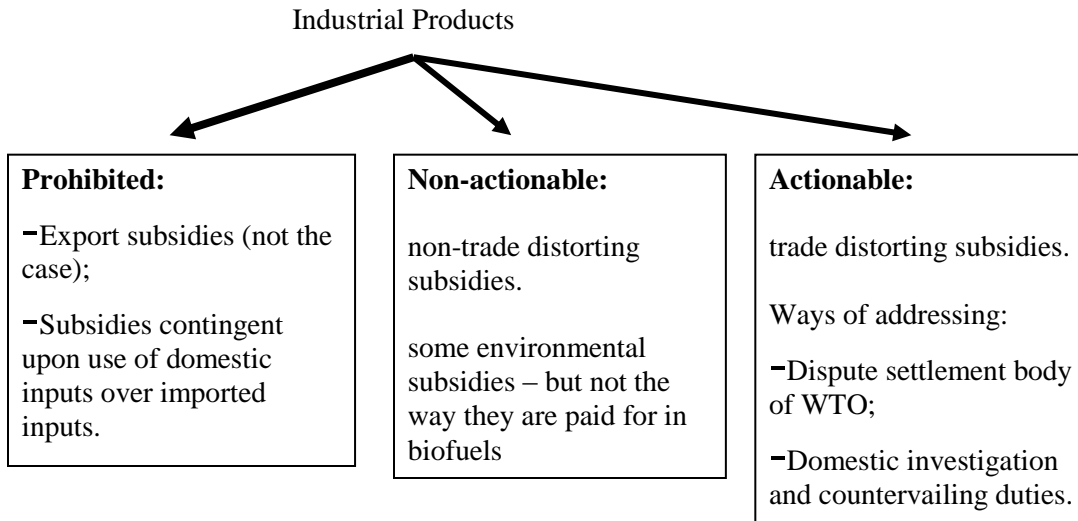 Industrial Products
Prohibited:
-Export subsidies (not the
case);
-Subsidies contingent
upon use of domestic
inputs over imported
inputs.
Non-actionable:
non-trade distorting
subsidies.
some environmental
subsidies – but not the
way they are paid for in
biofuels
Actionable:
trade distorting subsidies.
Ways of addressing:
-Dispute settlement body
of WTO;
-Domestic investigation
and countervailing duties.